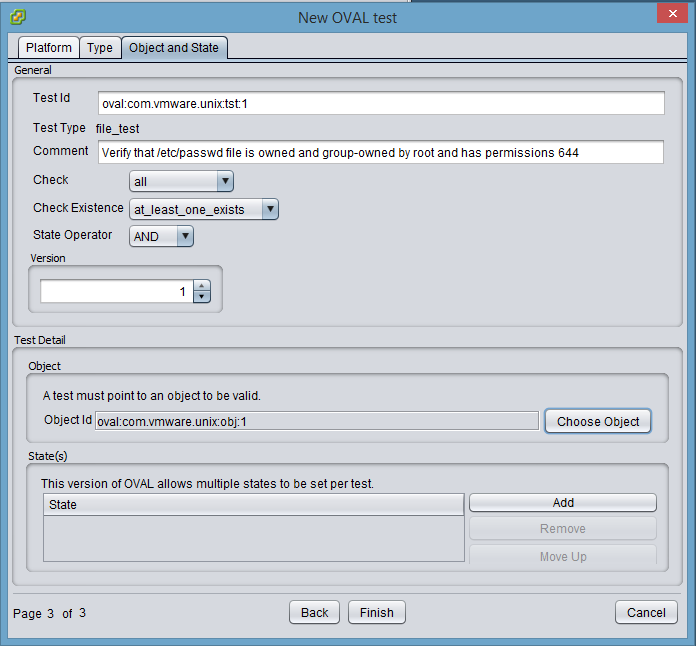 New OVAL test
Platform Type Object and State
General
Test Id oval:com.vmware.unix:tst:1
Test Type file_test
Comment Verify that /etc/passwd file is owned and group-owned by root and has permissions 644
Check all
Check Existence at_least_one_exists
State Operator AND
Version
1
Test Detail
Object
A test must point to an object to be valid.
Object Id oval:com.vmware.unix:obj:1 Choose Object
State(s)
This version of OVAL allows multiple states to be set per test.
State Add
Remove
Move Up
Page 3 of 3 Back Finish Cancel